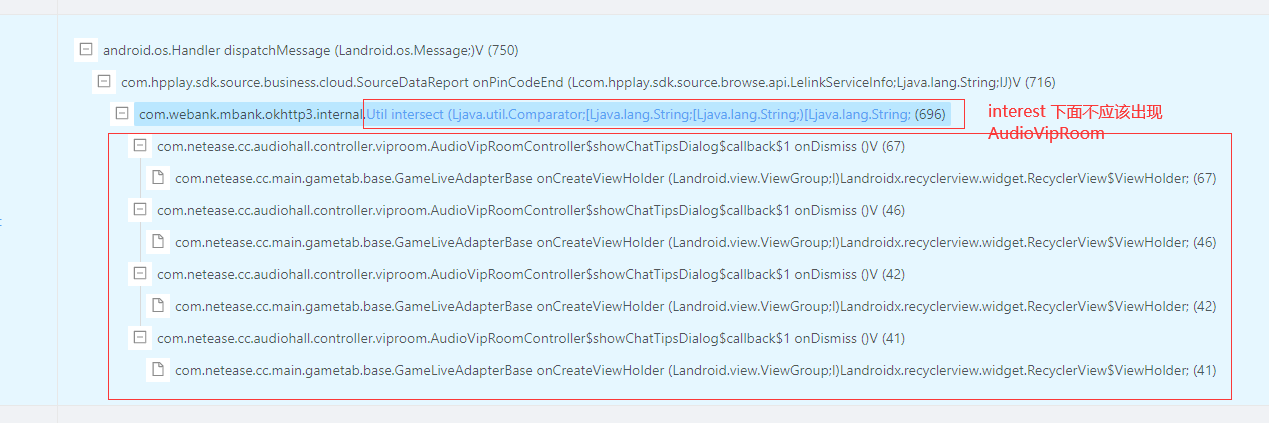 android.os.Handler dispatchMessage (Landroid.os.Message;)V (750)
com.hpplay.sdk.source.business.cloud.SourceDataReport onPinCodeEnd (Lcom.hpplay.sdk.source.browse.api.LelinkServiceInfo;Ljava.lang.String;IJ)V (716)
com.webank.mbank.okhttp3.internal.Util intersect (Ljava.util.Comparator;[Ljava.lang.String;[Ljava.lang.String;)[Ljava.lang.String; (696)
interest 下面不应该出现
AudioVipRoom
com.netease.cc.audiohall.controller.viproom.AudioVipRoomController$showChatTipsDialog$callback$1 onDismiss ()V (67)
com.netease.cc.main.gametab.base.GameLiveAdapterBase onCreateViewHolder (Landroid.view.ViewGroup;I)Landroidx.recyclerview.widget.RecyclerView$ViewHolder; (67)
com.netease.cc.audiohall.controller.viproom.AudioVipRoomController$showChatTipsDialog$callback$1 onDismiss ()V (46)
com.netease.cc.main.gametab.base.GameLiveAdapterBase onCreateViewHolder (Landroid.view.ViewGroup;I)Landroidx.recyclerview.widget.RecyclerView$ViewHolder; (46)
com.netease.cc.audiohall.controller.viproom.AudioVipRoomController$showChatTipsDialog$callback$1 onDismiss ()V (42)
com.netease.cc.main.gametab.base.GameLiveAdapterBase onCreateViewHolder (Landroid.view.ViewGroup;I)Landroidx.recyclerview.widget.RecyclerView$ViewHolder; (42)
com.netease.cc.audiohall.controller.viproom.AudioVipRoomController$showChatTipsDialog$callback$1 onDismiss ()V (41)
com.netease.cc.main.gametab.base.GameLiveAdapterBase onCreateViewHolder (Landroid.view.ViewGroup;I)Landroidx.recyclerview.widget.RecyclerView$ViewHolder; (41)